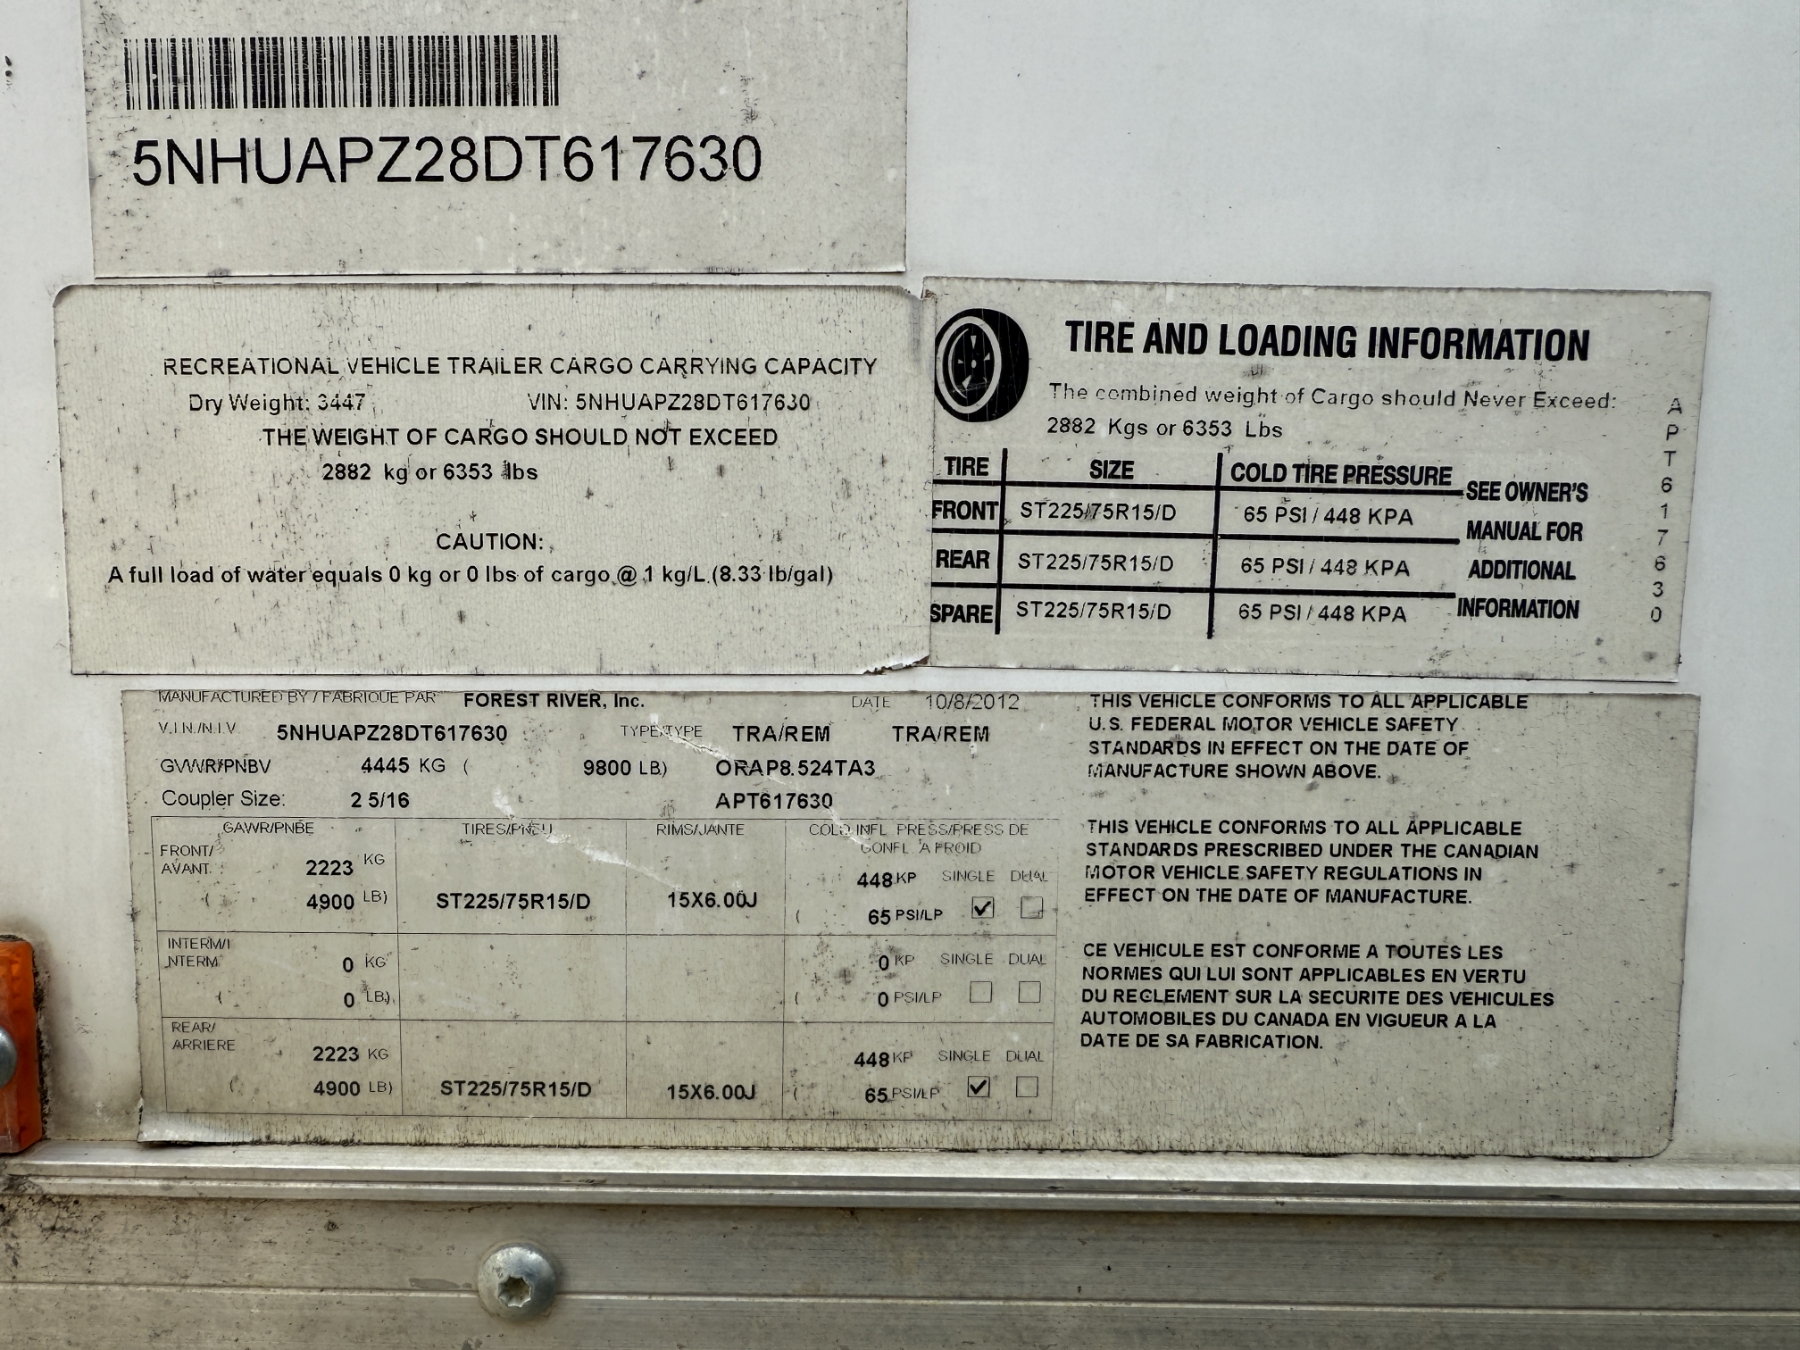 5NHUAPZ28DT617630
RECREATIONAL VEHICLE TRAILER CARGO CARRYING CAPACITY
Dry Weight: 3447 VIN: 5NHUAPZ28DT617630
THE WEIGHT OF CARGO SHOULD NOT EXCEED
2882 kg or 6353 lbs
CAUTION:
A full load of water equals 0 kg or 0 lbs of cargo @ 1 kg/L (8.33 lb/gal)
TIRE AND LOADING INFORMATION
The combined weight of Cargo should Never Exceed:
2882 Kgs or 6353 Lbs
TIRE SIZE COLD TIRE PRESSURE
FRONT ST225/75R15/D 65 PSI / 448 KPA
REAR ST225/75R15/D 65 PSI / 448 KPA
SPARE ST225/75R15/D 65 PSI / 448 KPA
SEE OWNER'S
MANUAL FOR
ADDITIONAL
INFORMATION
APT617630
MANUFACTURED BY / FABRIQUE PAR FOREST RIVER, Inc. DATE 10/8/2012
V.I.N./N.I.V. 5NHUAPZ28DT617630 TYPE/TYPE TRA/REM TRA/REM
GVWR/PNBV 4445 KG ( 9800 LB) ORAP8.524TA3
Coupler Size: 2 5/16 APT617630
GAWR/PNBE TIRES/PNEU RIMS/JANTE COLD INFL PRESS/PRESS DE
GONFL A FROID
FRONT/
AVANT 2223 KG 448 KP SINGLE DUAL
( 4900 LB) ST225/75R15/D 15X6.00J ( 65 PSI/LP
INTERM/I
NTERM 0 KG 0 KP SINGLE DUAL
( 0 LB) ( 0 PSI/LP
REAR/
ARRIERE 2223 KG 448 KP SINGLE DUAL
( 4900 LB) ST225/75R15/D 15X6.00J ( 65 PSI/LP
THIS VEHICLE CONFORMS TO ALL APPLICABLE
U.S. FEDERAL MOTOR VEHICLE SAFETY
STANDARDS IN EFFECT ON THE DATE OF
MANUFACTURE SHOWN ABOVE.
THIS VEHICLE CONFORMS TO ALL APPLICABLE
STANDARDS PRESCRIBED UNDER THE CANADIAN
MOTOR VEHICLE SAFETY REGULATIONS IN
EFFECT ON THE DATE OF MANUFACTURE.
CE VEHICULE EST CONFORME A TOUTES LES
NORMES QUI LUI SONT APPLICABLES EN VERTU
DU REGLEMENT SUR LA SECURITE DES VEHICULES
AUTOMOBILES DU CANADA EN VIGUEUR A LA
DATE DE SA FABRICATION.